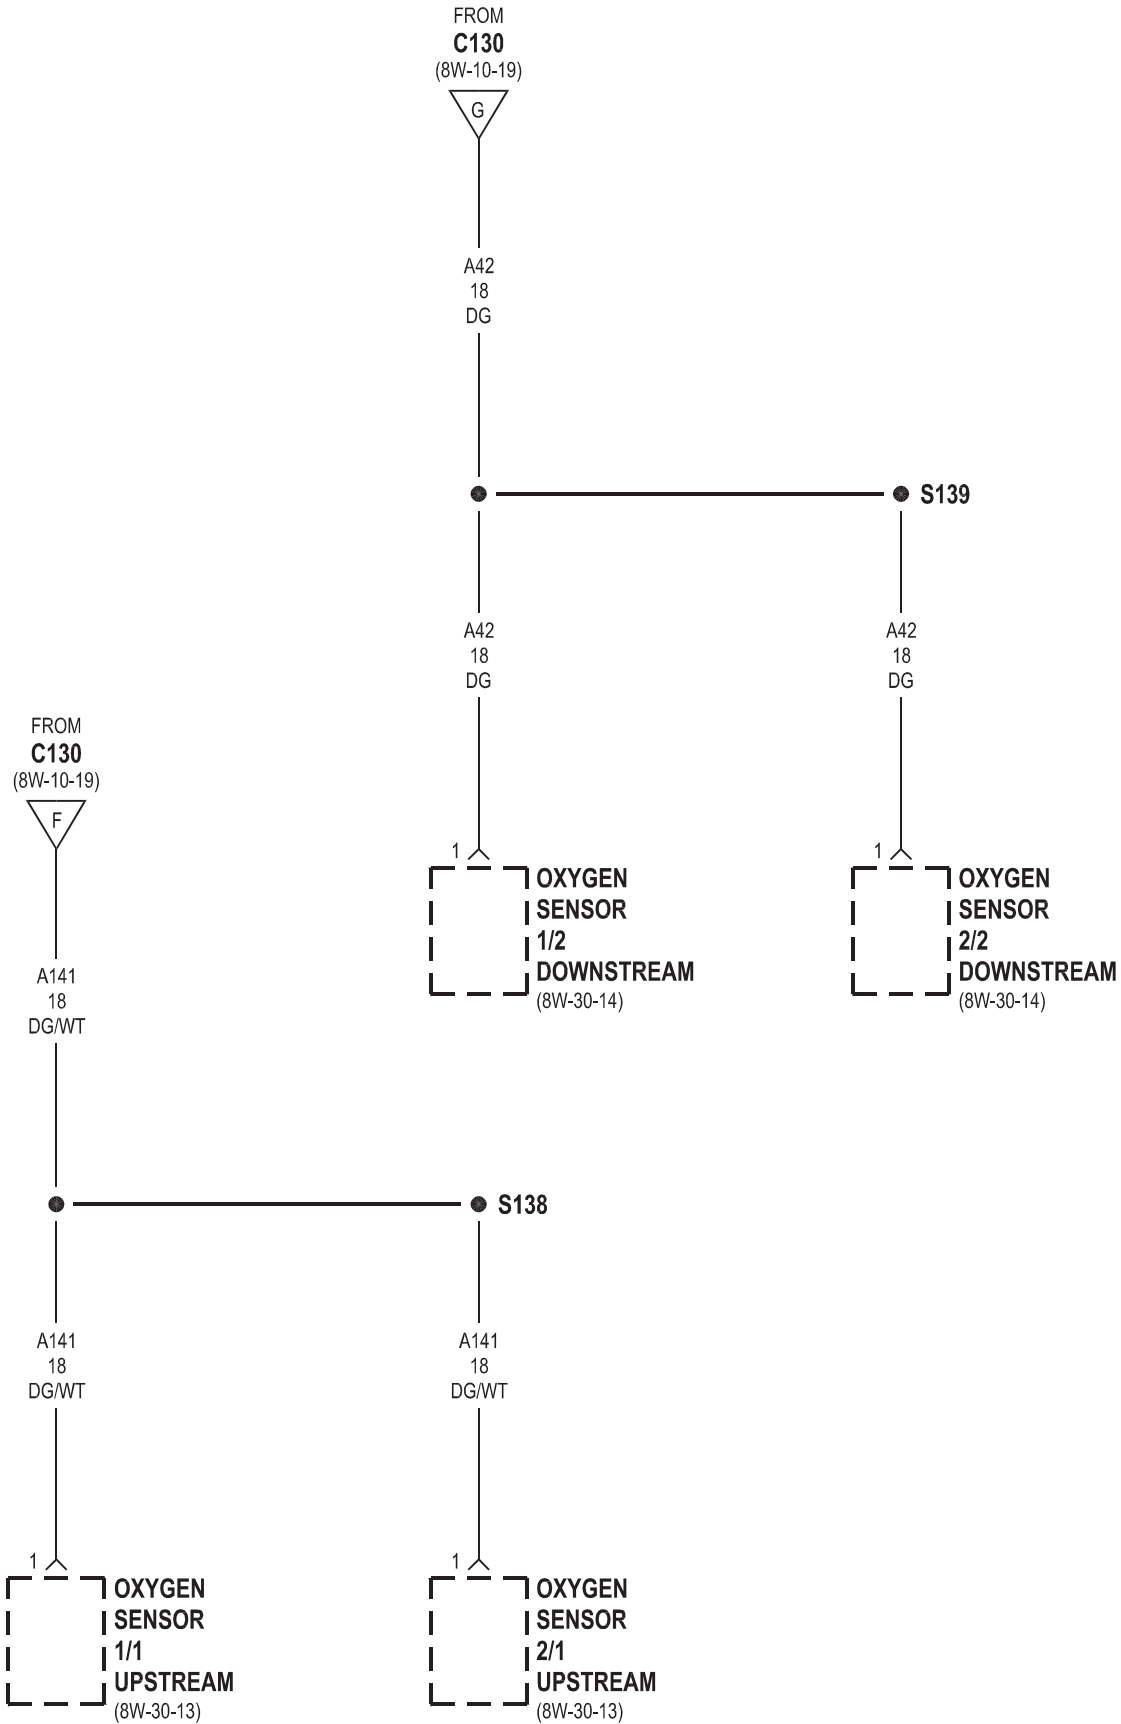 FROM
C130
(8W-10-19)
G
A42
18
DG
S139
A42
18
DG
A42
18
DG
FROM
C130
(8W-10-19)
F
1
OXYGEN
SENSOR
1/2
DOWNSTREAM
(8W-30-14)
1
OXYGEN
SENSOR
2/2
DOWNSTREAM
(8W-30-14)
A141
18
DG/WT
S138
A141
18
DG/WT
A141
18
DG/WT
1
OXYGEN
SENSOR
1/1
UPSTREAM
(8W-30-13)
1
OXYGEN
SENSOR
2/1
UPSTREAM
(8W-30-13)